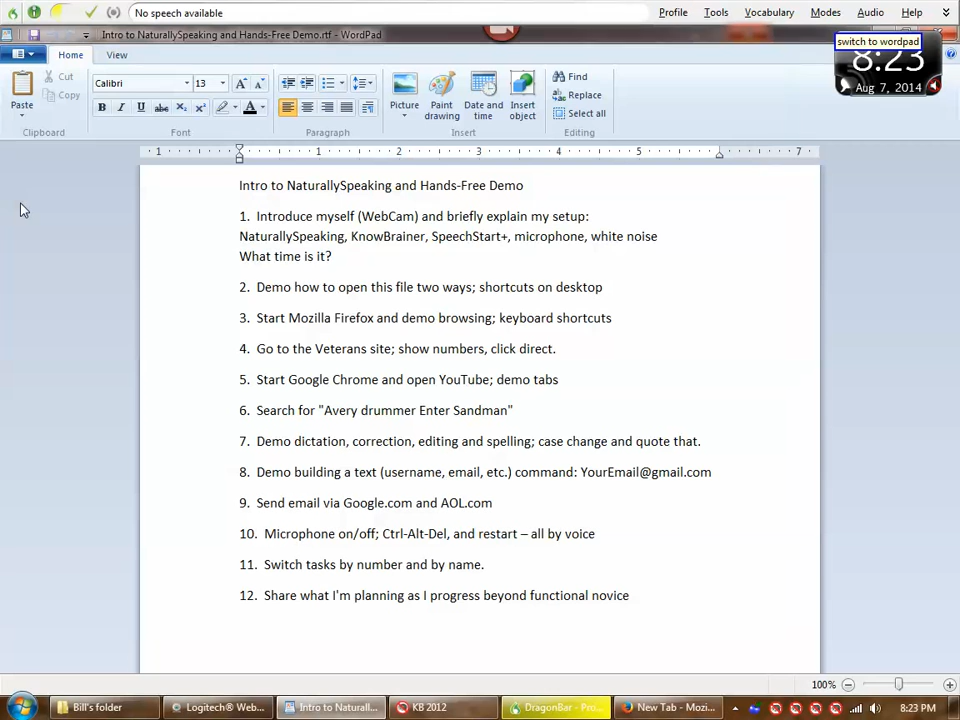 No speech available
Profile Tools Vocabulary Modes Audio Help
Intro to NaturallySpeaking and Hands-Free Demo.rtf - WordPad
switch to wordpad
8:23
Aug 7, 2014
Home View
Paste
Cut
Copy
Clipboard
Calibri 13
B I U abc X₂ X²
A
Font
Paragraph
Picture
Paint drawing
Date and time
Insert object
Insert
Find
Replace
Select all
Editing
1 1 2 3 4 5 7
Intro to NaturallySpeaking and Hands-Free Demo
1. Introduce myself (WebCam) and briefly explain my setup:
NaturallySpeaking, KnowBrainer, SpeechStart+, microphone, white noise
What time is it?
2. Demo how to open this file two ways; shortcuts on desktop
3. Start Mozilla Firefox and demo browsing; keyboard shortcuts
4. Go to the Veterans site; show numbers, click direct.
5. Start Google Chrome and open YouTube; demo tabs
6. Search for "Avery drummer Enter Sandman"
7. Demo dictation, correction, editing and spelling; case change and quote that.
8. Demo building a text (username, email, etc.) command: YourEmail@gmail.com
9. Send email via Google.com and AOL.com
10. Microphone on/off; Ctrl-Alt-Del, and restart – all by voice
11. Switch tasks by number and by name.
12. Share what I'm planning as I progress beyond functional novice
100%
Bill's folder
Logitech® Web...
Intro to Naturall...
KB 2012
DragonBar - Pro...
New Tab - Mozi...
8:23 PM